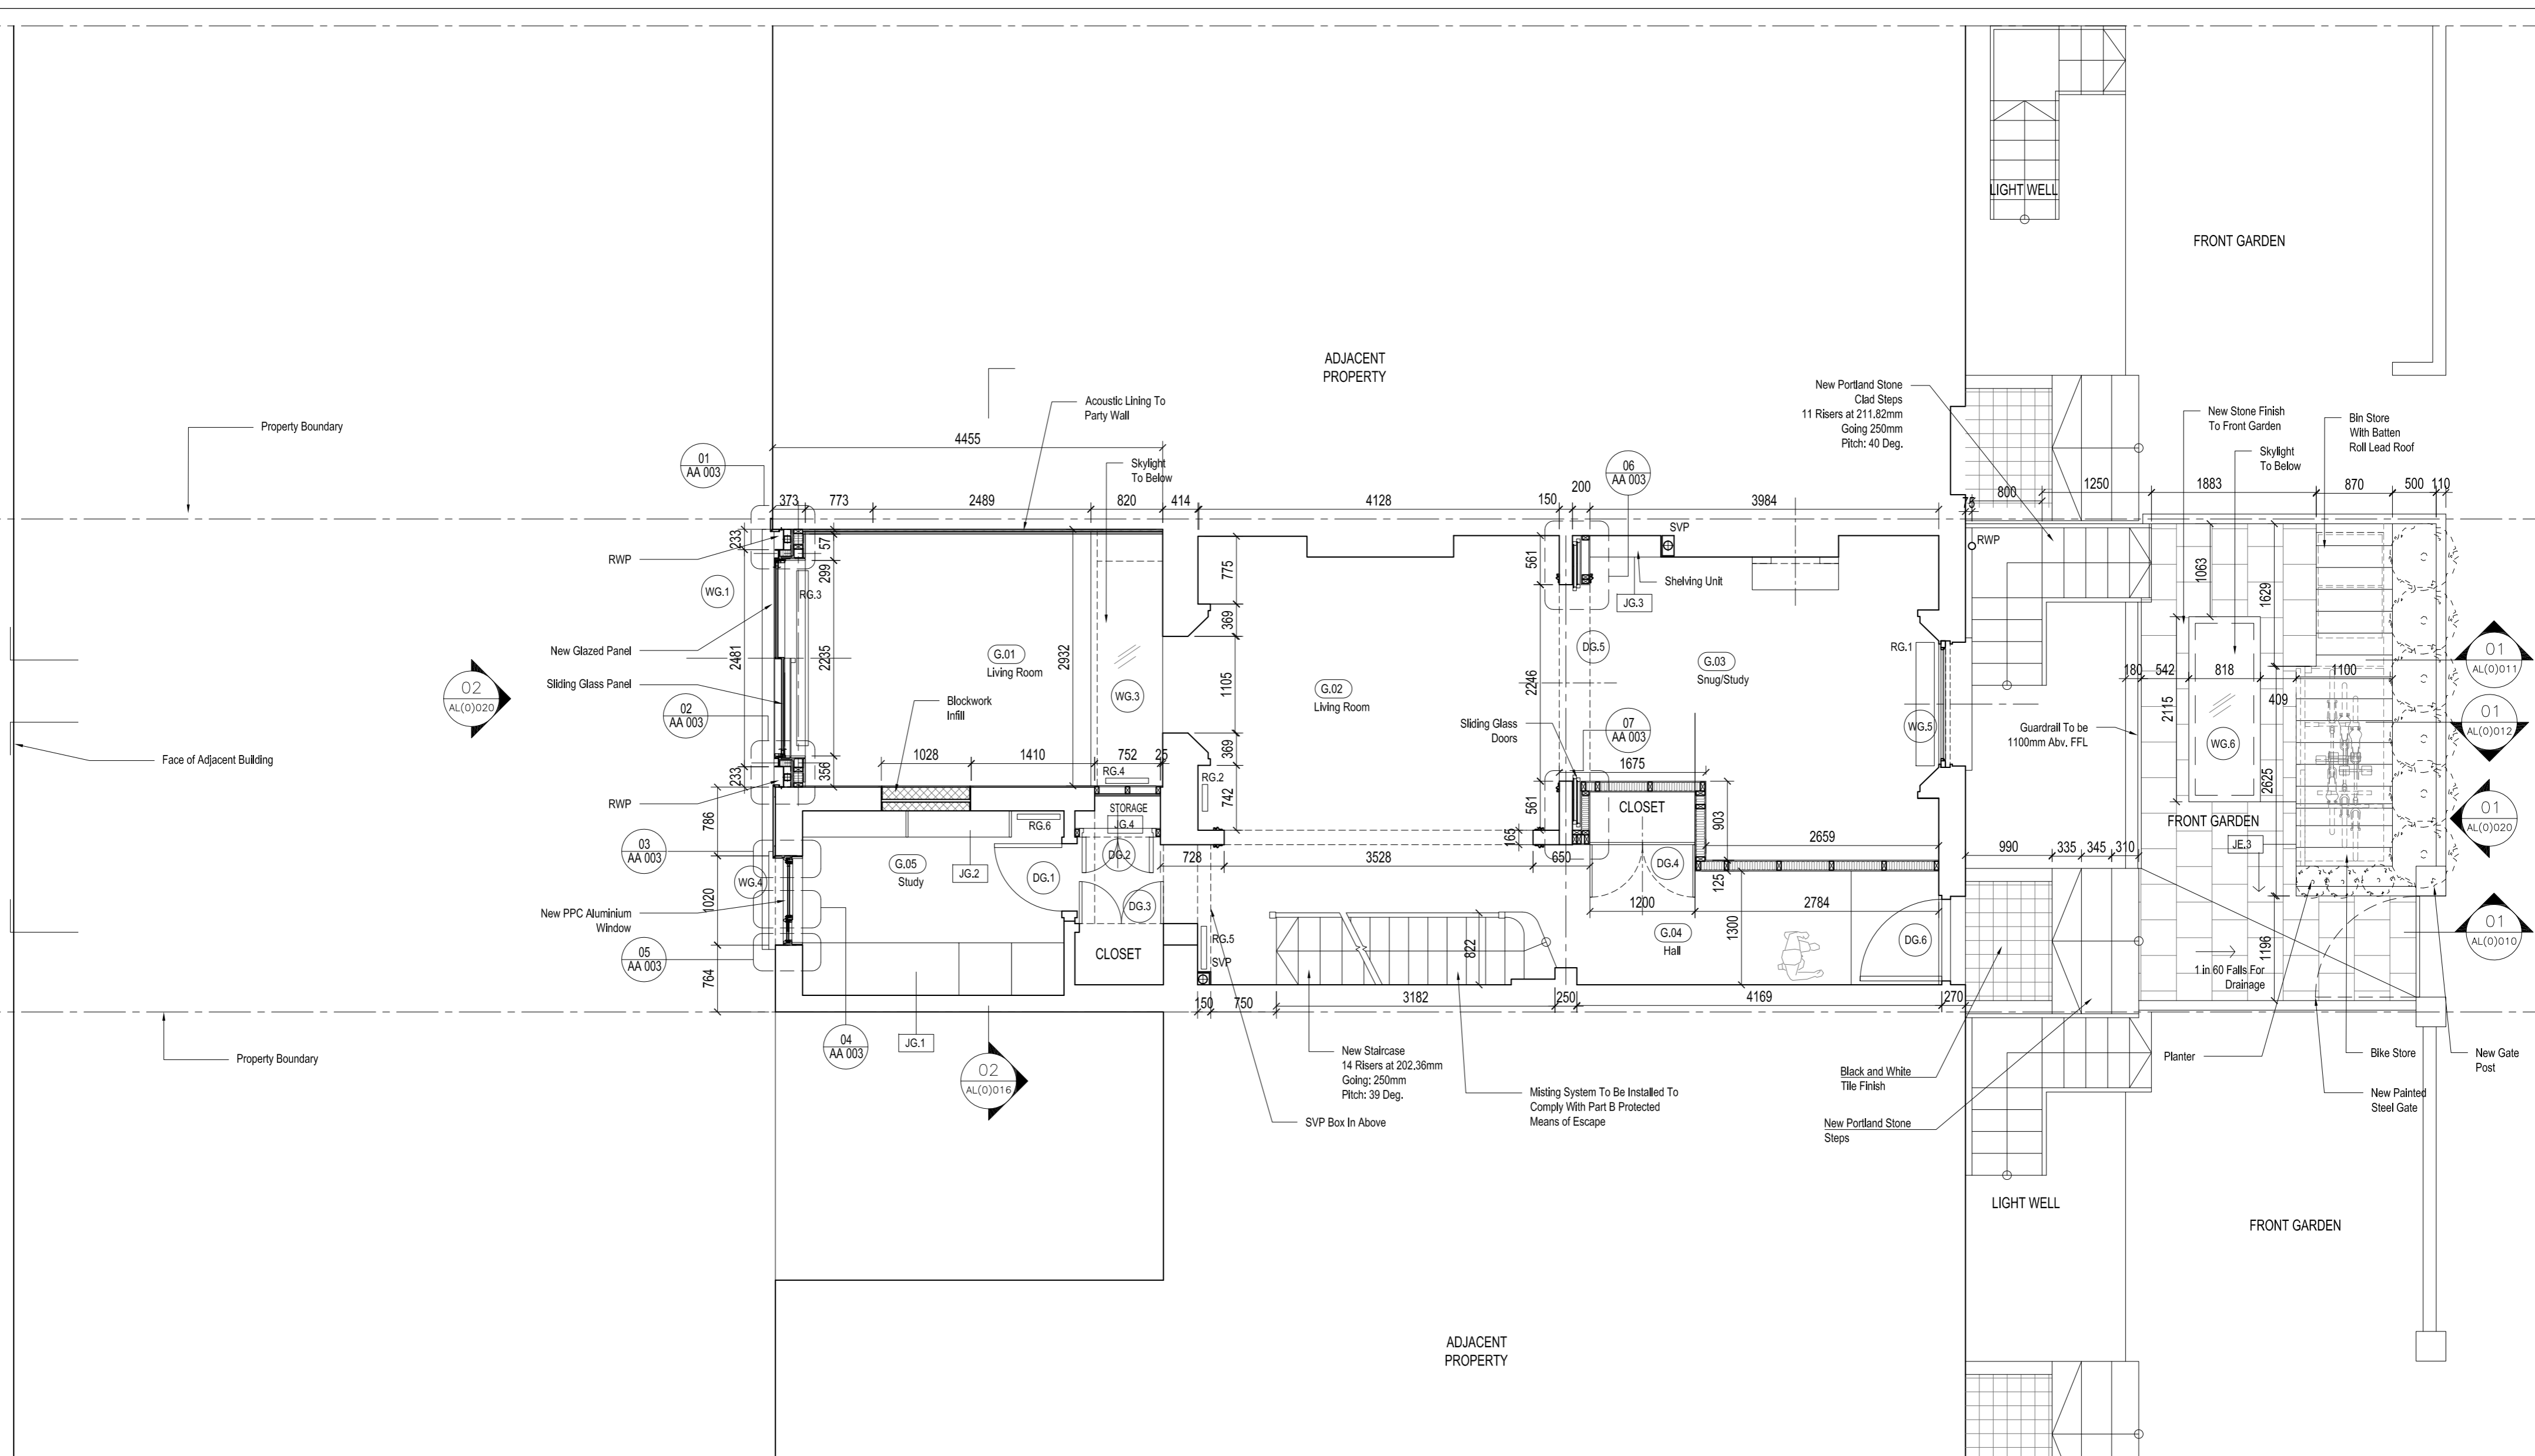 LIGHT WELL
FRONT GARDEN
ADJACENT
PROPERTY
New Portland Stone
Clad Steps
11 Risers at 211.82mm
Going 250mm
Pitch: 40 Deg.
New Stone Finish
To Front Garden
Bin Store
With Batten
Roll Lead Roof
Skylight
To Below
Acoustic Lining To
Party Wall
Property Boundary
4455
01
AA 003
Skylight
To Below
06
AA 003
373
773
2489
820
414
4128
150
200
3984
75
800
1250
1883
870
500
110
RWP
233
57
299
RG.3
WG.1
2481
2235
2932
New Glazed Panel
Sliding Glass Panel
02
AL(0)020
02
AA 003
G.01
Living Room
WG.3
Blockwork
Infill
1028
1410
752
25
RG.4
233
356
RWP
775
369
1105
369
742
RG.2
G.02
Living Room
561
SVP
Shelving Unit
JG.3
DG.5
2246
G.03
Snug/Study
RG.1
WG.5
Sliding Glass
Doors
07
AA 003
1675
561
CLOSET
903
165
2659
RWP
1063
1629
180
542
818
1100
409
2115
2625
WG.6
Guardrail To be
1100mm Abv. FFL
FRONT GARDEN
JE.3
01
AL(0)011
01
AL(0)012
01
AL(0)020
01
AL(0)010
Face of Adjacent Building
786
03
AA 003
WG.4
1020
New PPC Aluminium
Window
05
AA 003
764
STORAGE
JG.4
RG.6
G.05
Study
JG.2
DG.1
DG.2
DG.3
CLOSET
728
3528
650
DG.4
125
1200
2784
1300
G.04
Hall
DG.6
RG.5
SVP
822
990
335
345
310
1196
1 in 60 Falls For
Drainage
150
750
3182
250
4169
270
Property Boundary
04
AA 003
JG.1
02
AL(0)016
New Staircase
14 Risers at 202.36mm
Going: 250mm
Pitch: 39 Deg.
SVP Box In Above
Misting System To Be Installed To
Comply With Part B Protected
Means of Escape
Black and White
Tile Finish
New Portland Stone
Steps
Planter
Bike Store
New Gate
Post
New Painted
Steel Gate
LIGHT WELL
FRONT GARDEN
ADJACENT
PROPERTY